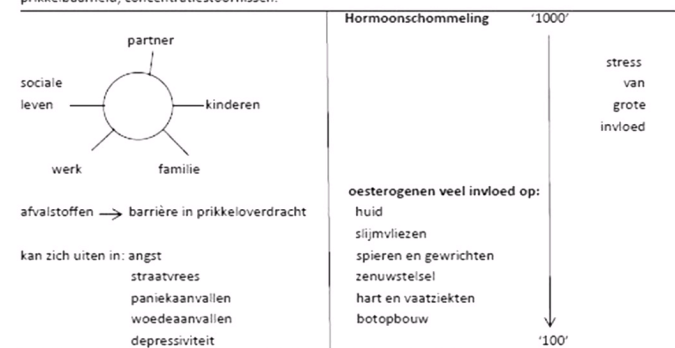 prikkelbaarheid, concentratiestoornissen.
partner
sociale
leven
kinderen
werk
familie
afvalstoffen → barrière in prikkeloverdracht
kan zich uiten in: angst
straatvrees
paniekaanvallen
woedeaanvallen
depressiviteit
Hormoonschommeling '1000'
stress
van
grote
invloed
oesterogenen veel invloed op:
huid
slijmvliezen
spieren en gewrichten
zenuwstelsel
hart en vaatziekten
botopbouw
'100'